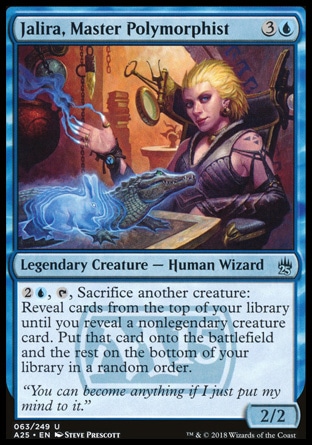 Jalira, Master Polymorphist 3
Legendary Creature — Human Wizard
2, , Sacrifice another creature:
Reveal cards from the top of your library
until you reveal a nonlegendary creature
card. Put that card onto the battlefield
and the rest on the bottom of your
library in a random order.
"You can become anything if I just put my
mind to it."
2/2
063/249 U
A25 • EN Steve Prescott ™ & © 2018 Wizards of the Coast